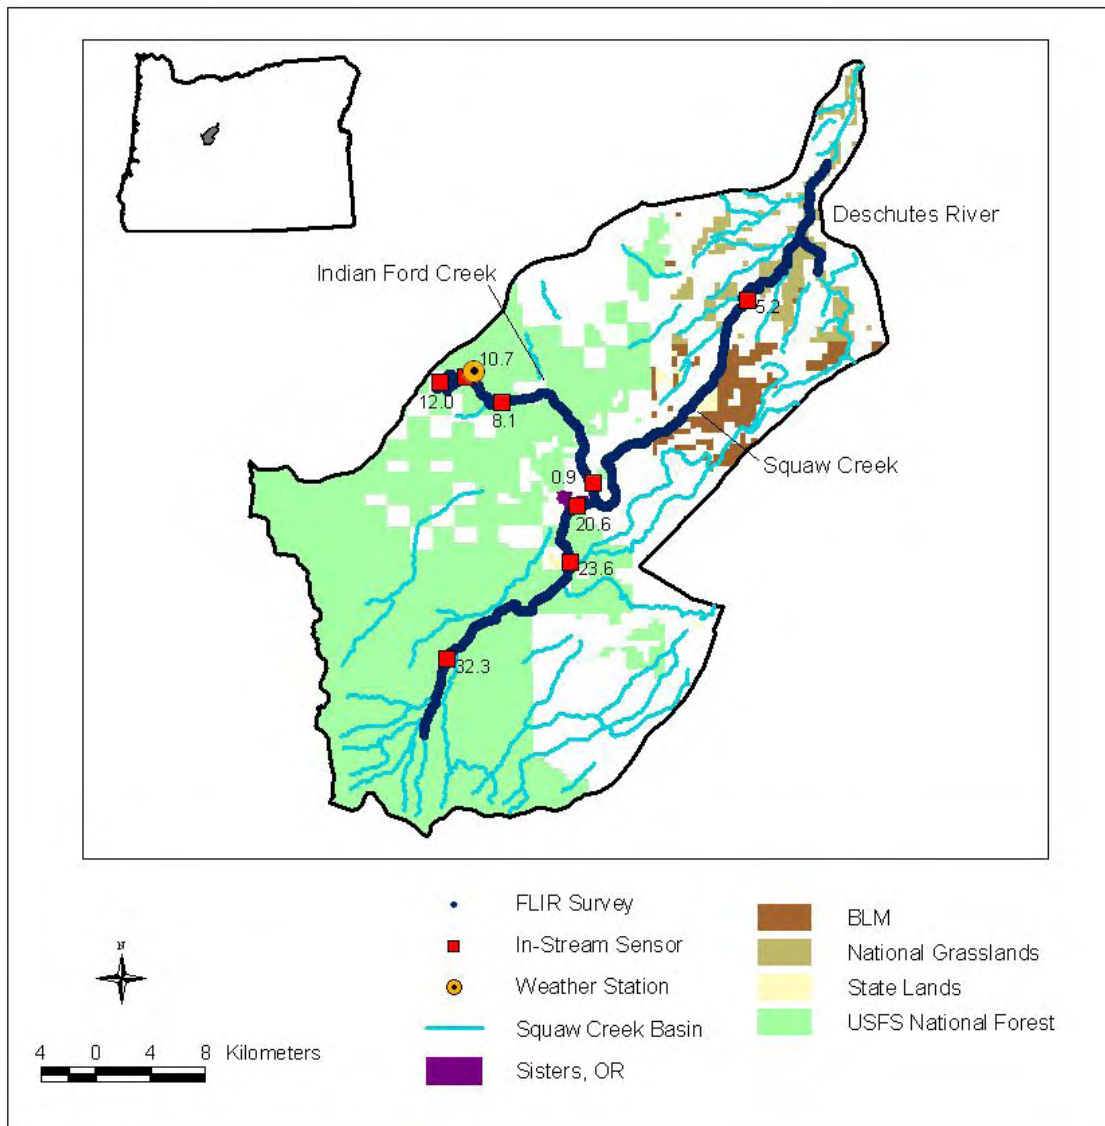 Deschutes River
Indian Ford Creek
5.2
10.7
12.0
8.1
Squaw Creek
0.9
20.6
23.6
32.3
FLIR Survey
In-Stream Sensor
Weather Station
Squaw Creek Basin
Sisters, OR
BLM
National Grasslands
State Lands
USFS National Forest
N
4 0 4 8 Kilometers